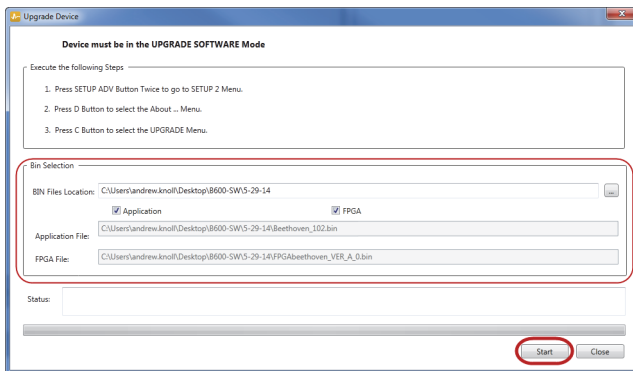 Upgrade Device
Device must be in the UPGRADE SOFTWARE Mode
Execute the following Steps
1. Press SETUP ADV Button Twice to go to SETUP 2 Menu.
2. Press D Button to select the About ... Menu.
3. Press C Button to select the UPGRADE Menu.
Bin Selection
BIN Files Location: C:\Users\andrew.knoll\Desktop\B600-SW\5-29-14 ...
Application FPGA
Application File: C:\Users\andrew.knoll\Desktop\B600-SW\5-29-14\Beethoven_102.bin
FPGA File: C:\Users\andrew.knoll\Desktop\B600-SW\5-29-14\FPGAbeethoven_VER_A_0.bin
Status:
Start Close